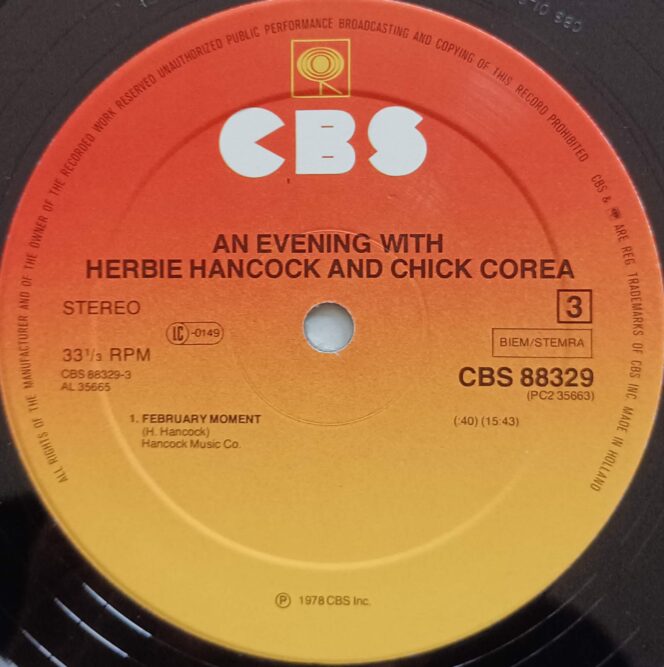 ALL RIGHTS OF THE MANUFACTURER AND OF THE OWNER OF THE RECORDED WORK RESERVED UNAUTHORIZED PUBLIC PERFORMANCE BROADCASTING AND COPYING OF THIS RECORD PROHIBITED CBS & ARE REG. TRADEMARKS OF CBS INC. MADE IN HOLLAND
CBS
AN EVENING WITH
HERBIE HANCOCK AND CHICK COREA
STEREO
3
LC-0149
BIEM/STEMRA
33 1/3 RPM
CBS 88329
CBS 88329-3
(PC2 35663)
AL 35665
1. FEBRUARY MOMENT (:40) (15:43)
(H. Hancock)
Hancock Music Co.
Ⓟ 1978 CBS Inc.